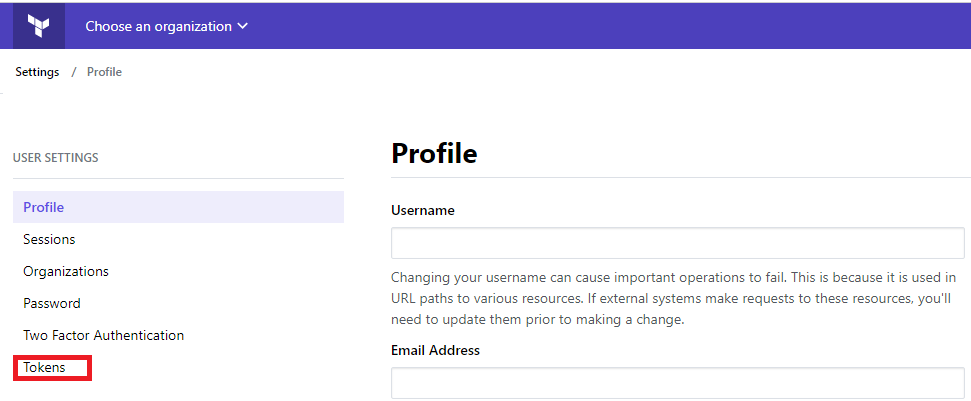 Choose an organization
Settings / Profile
USER SETTINGS
Profile
Sessions
Organizations
Password
Two Factor Authentication
Tokens
Profile
Username
Changing your username can cause important operations to fail. This is because it is used in
URL paths to various resources. If external systems make requests to these resources, you'll
need to update them prior to making a change.
Email Address